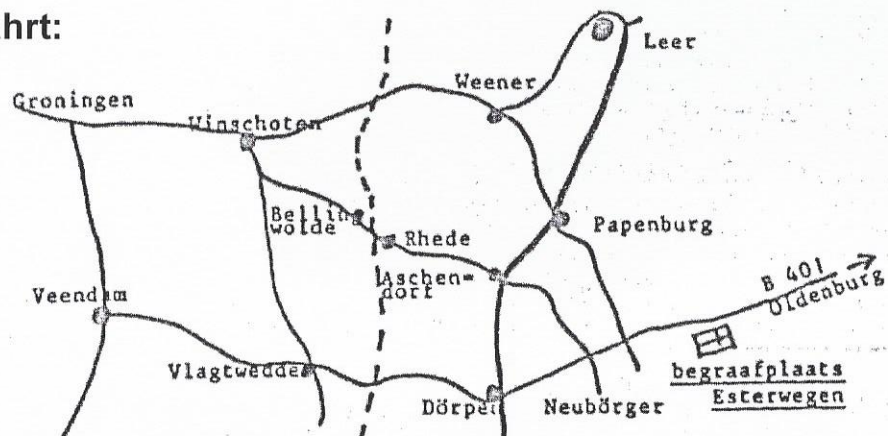 hrt:
Leer
Weener
Groningen
Winschoten
Belling
wolde
Rhede
Papenburg
Aschen=
dorf
B 401
Oldenburg
Veendam
Vlagtwedde
Dörpen
Neubörger
begraafplaats
Esterwegen